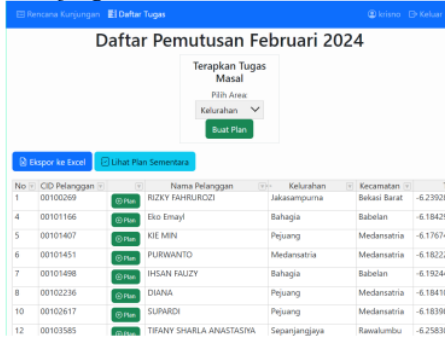 Rencana Kunjungan Daftar Tugas krisno Keluar
Daftar Pemutusan Februari 2024
Terapkan Tugas
Masal
Pilih Area:
Kelurahan
Buat Plan
Ekspor ke Excel Lihat Plan Sementara
No CID Pelanggan Nama Pelanggan Kelurahan Kecamatan
1 00100269 Plan RIZKY FAHRUROZI Jakasampurna Bekasi Barat -6.2392
4 00101166 Plan Eko Emayl Bahagia Babelan -6.1842
5 00101407 Plan KIE MIN Pejuang Medansatria -6.1767
6 00101451 Plan PURWANTO Medansatria Medansatria -6.1822
7 00101498 Plan IHSAN FAUZY Bahagia Babelan -6.1924
8 00102236 Plan DIANA Pejuang Medansatria -6.1841
10 00102617 Plan SUPARDI Pejuang Medansatria -6.1839
12 00103585 Plan TIFANY SHARLA ANASTASIYA Sepanjangjaya Rawalumbu -6.2583